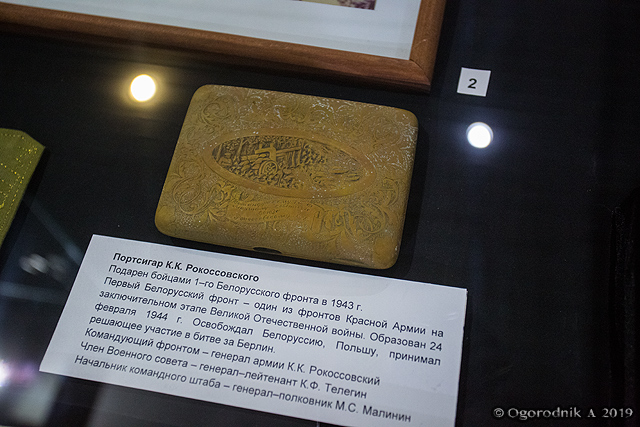 2
Портсигар К.К. Рокоссовского
Подарен бойцами 1–го Белорусского фронта в 1943 г.
Первый Белорусский фронт – один из фронтов Красной Армии на
заключительном этапе Великой Отечественной войны. Образован 24
февраля 1944 г. Освобождал Белоруссию, Польшу, принимал
решающее участие в битве за Берлин.
Командующий фронтом – генерал армии К.К. Рокоссовский
Член Военного совета – генерал–лейтенант К.Ф. Телегин
Начальник командного штаба – генерал–полковник М.С. Малинин
© Ogorodnik A 2019